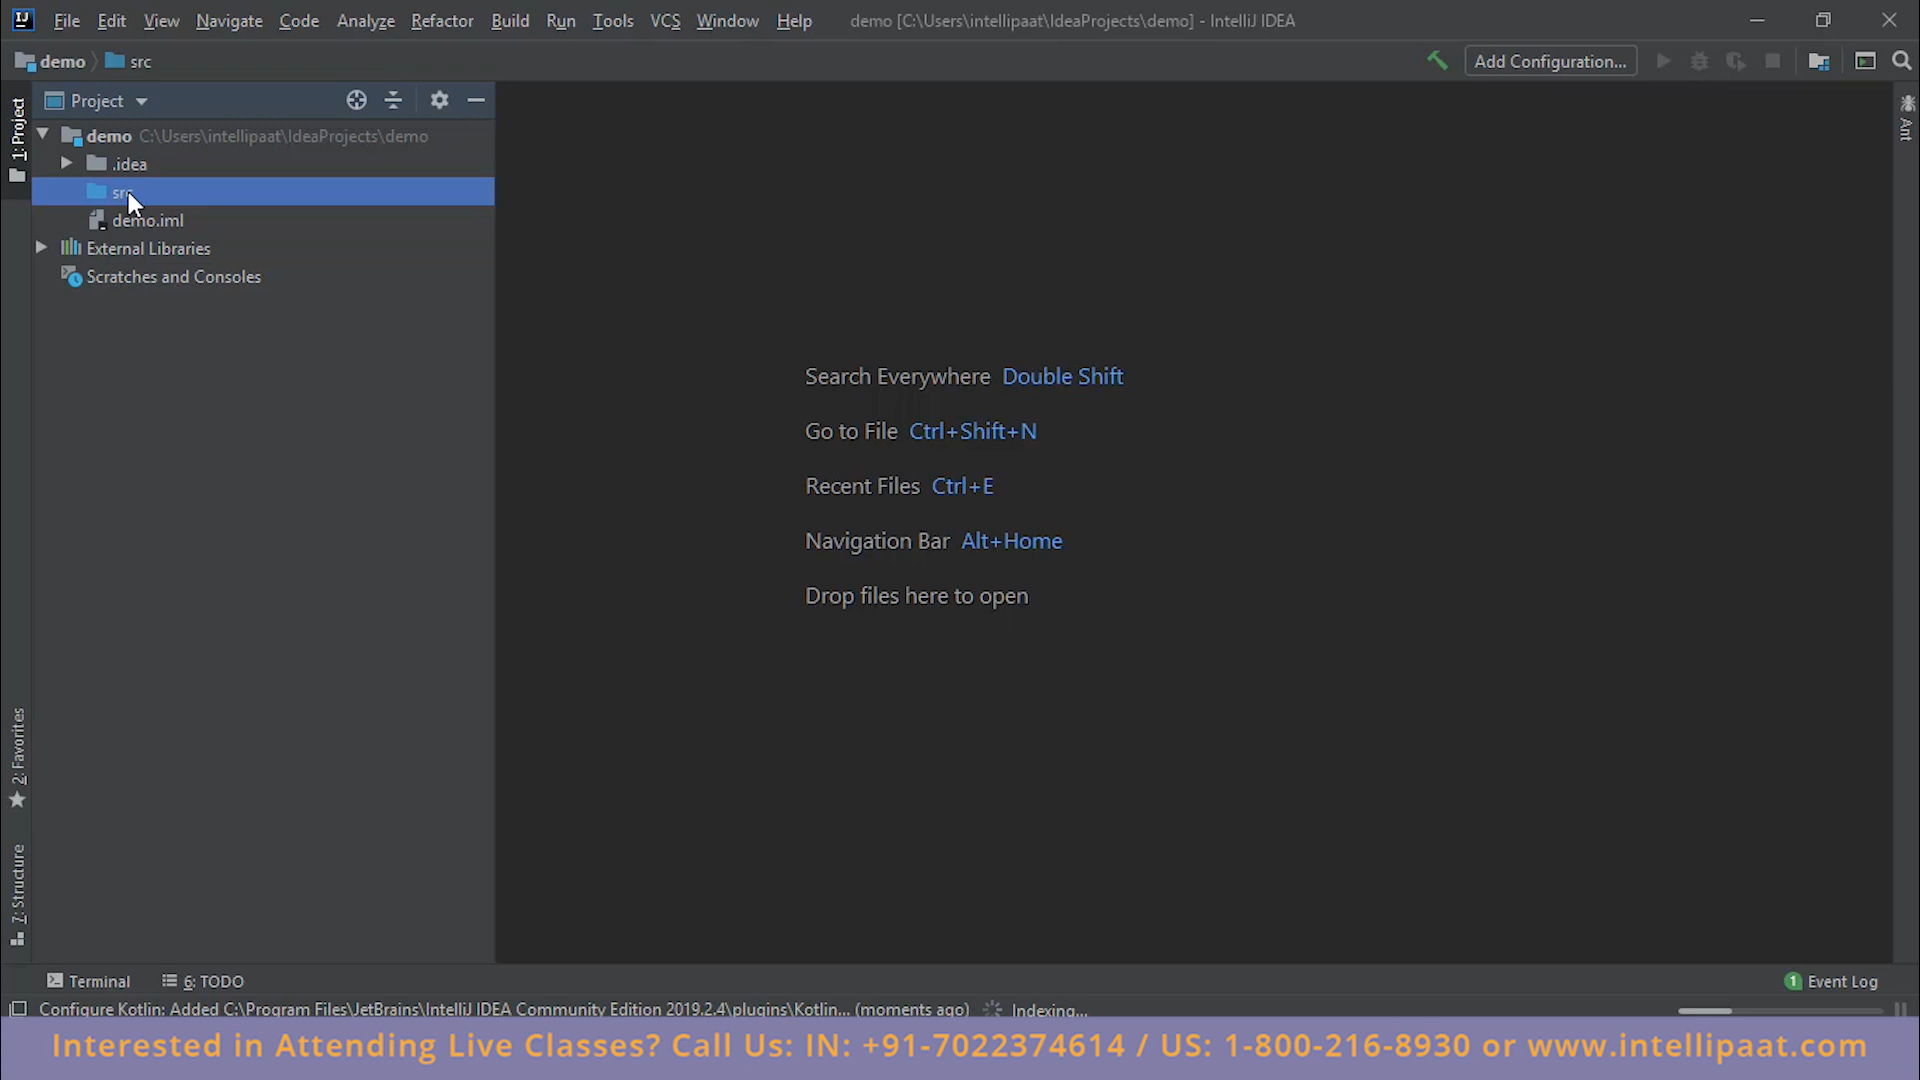 File Edit View Navigate Code Analyze Refactor Build Run Tools VCS Window Help demo [C:\Users\intellipaat\IdeaProjects\demo] - IntelliJ IDEA
demo src Add Configuration...
Project
demo C:\Users\intellipaat\IdeaProjects\demo
.idea
src
demo.iml
External Libraries
Scratches and Consoles
1: Project
2: Favorites
7: Structure
Ant
Search Everywhere Double Shift
Go to File Ctrl+Shift+N
Recent Files Ctrl+E
Navigation Bar Alt+Home
Drop files here to open
Terminal 6: TODO 1 Event Log
Configure Kotlin: Added C:\Program Files\JetBrains\IntelliJ IDEA Community Edition 2019.2.4\plugins\Kotlin... (moments ago) Indexing...
Interested in Attending Live Classes? Call Us: IN: +91-7022374614 / US: 1-800-216-8930 or www.intellipaat.com